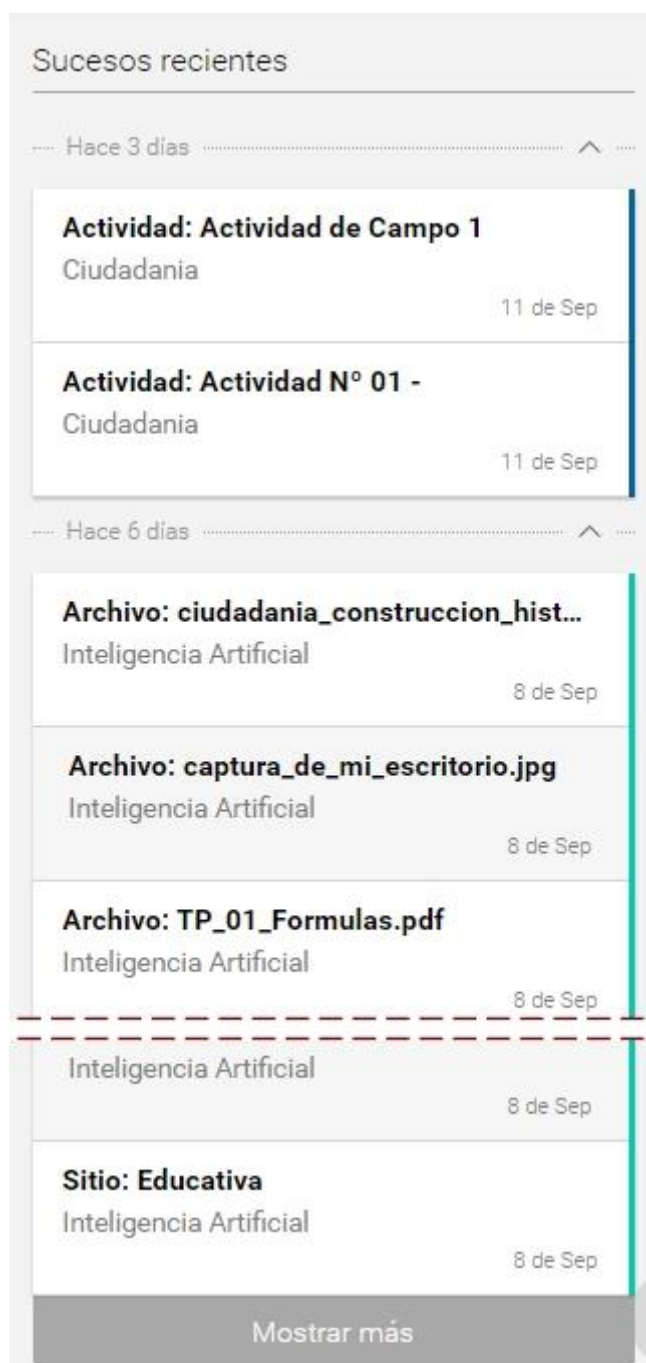 Sucesos recientes
Hace 3 días
Actividad: Actividad de Campo 1
Ciudadania
11 de Sep
Actividad: Actividad Nº 01 -
Ciudadania
11 de Sep
Hace 6 días
Archivo: ciudadania_construccion_hist...
Inteligencia Artificial
8 de Sep
Archivo: captura_de_mi_escritorio.jpg
Inteligencia Artificial
8 de Sep
Archivo: TP_01_Formulas.pdf
Inteligencia Artificial
8 de Sep
Inteligencia Artificial
8 de Sep
Sitio: Educativa
Inteligencia Artificial
8 de Sep
Mostrar más